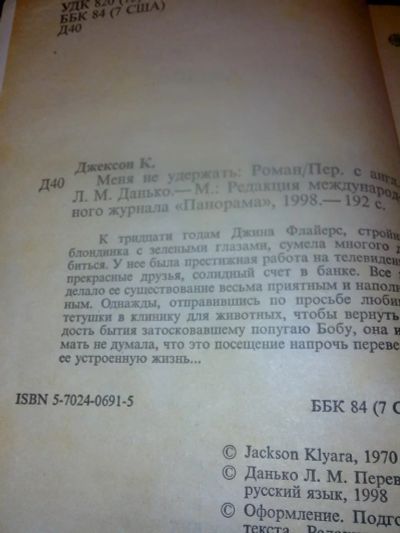 УДК 820 (7
ББК 84 (7 США)
Д40
Джексон К.
Д40 Меня не удержать: Роман/Пер. с англ.
Л. М. Данько.— М.: Редакция международ-
ного журнала «Панорама», 1998.— 192 с.
К тридцати годам Джина Флайерс, стройн
блондинка с зелеными глазами, сумела многого д
биться. У нее была престижная работа на телевиден
прекрасные друзья, солидный счет в банке. Все
делало ее существование весьма приятным и наполн
ным. Однажды, отправившись по просьбе любим
тетушки в клинику для животных, чтобы вернуть
дость бытия затосковавшему попугаю Бобу, она и
мать не думала, что это посещение напрочь переве
ее устроенную жизнь...
ISBN 5-7024-0691-5
ББК 84 (7 С
© Jackson Klyara, 1970
© Данько Л. М. Перев
русский язык, 1998
© Оформление. Подго
текста.